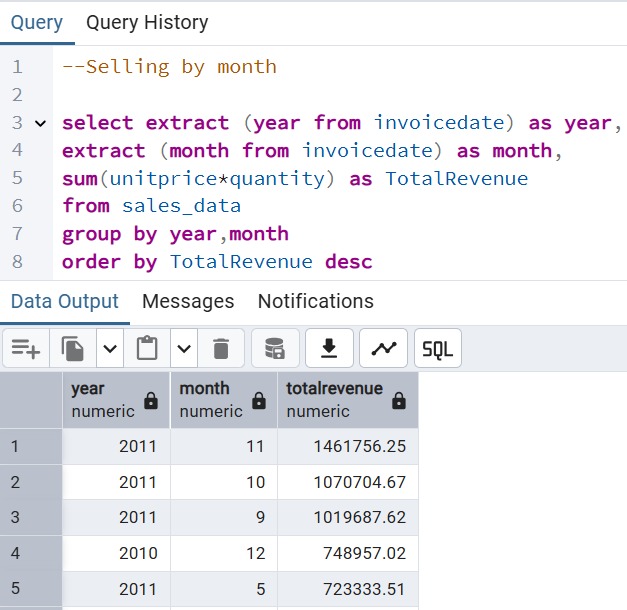 Query Query History
1 --Selling by month
2
3 select extract (year from invoicedate) as year,
4 extract (month from invoicedate) as month,
5 sum(unitprice*quantity) as TotalRevenue
6 from sales_data
7 group by year,month
8 order by TotalRevenue desc
Data Output Messages Notifications
SQL
year month totalrevenue
numeric numeric numeric
1 2011 11 1461756.25
2 2011 10 1070704.67
3 2011 9 1019687.62
4 2010 12 748957.02
5 2011 5 723333.51